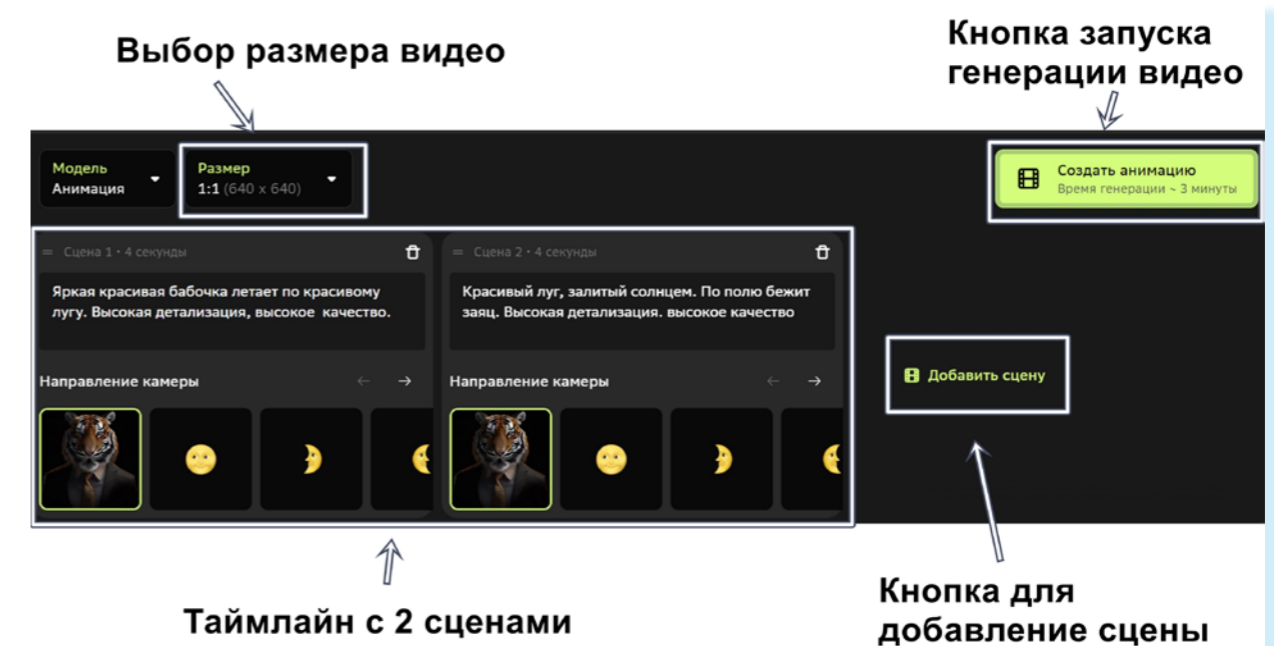 Выбор размера видео
Кнопка запуска
генерации видео
Модель
Анимация
Размер
1:1 (640 x 640)
Создать анимацию
Время генерации ~ 3 минуты
= Сцена 1 • 4 секунды
Яркая красивая бабочка летает по красивому
лугу. Высокая детализация, высокое качество.
Направление камеры
← →
= Сцена 2 • 4 секунды
Красивый луг, залитый солнцем. По полю бежит
заяц. Высокая детализация. высокое качество
Направление камеры
← →
Добавить сцену
Таймлайн с 2 сценами
Кнопка для
добавление сцены